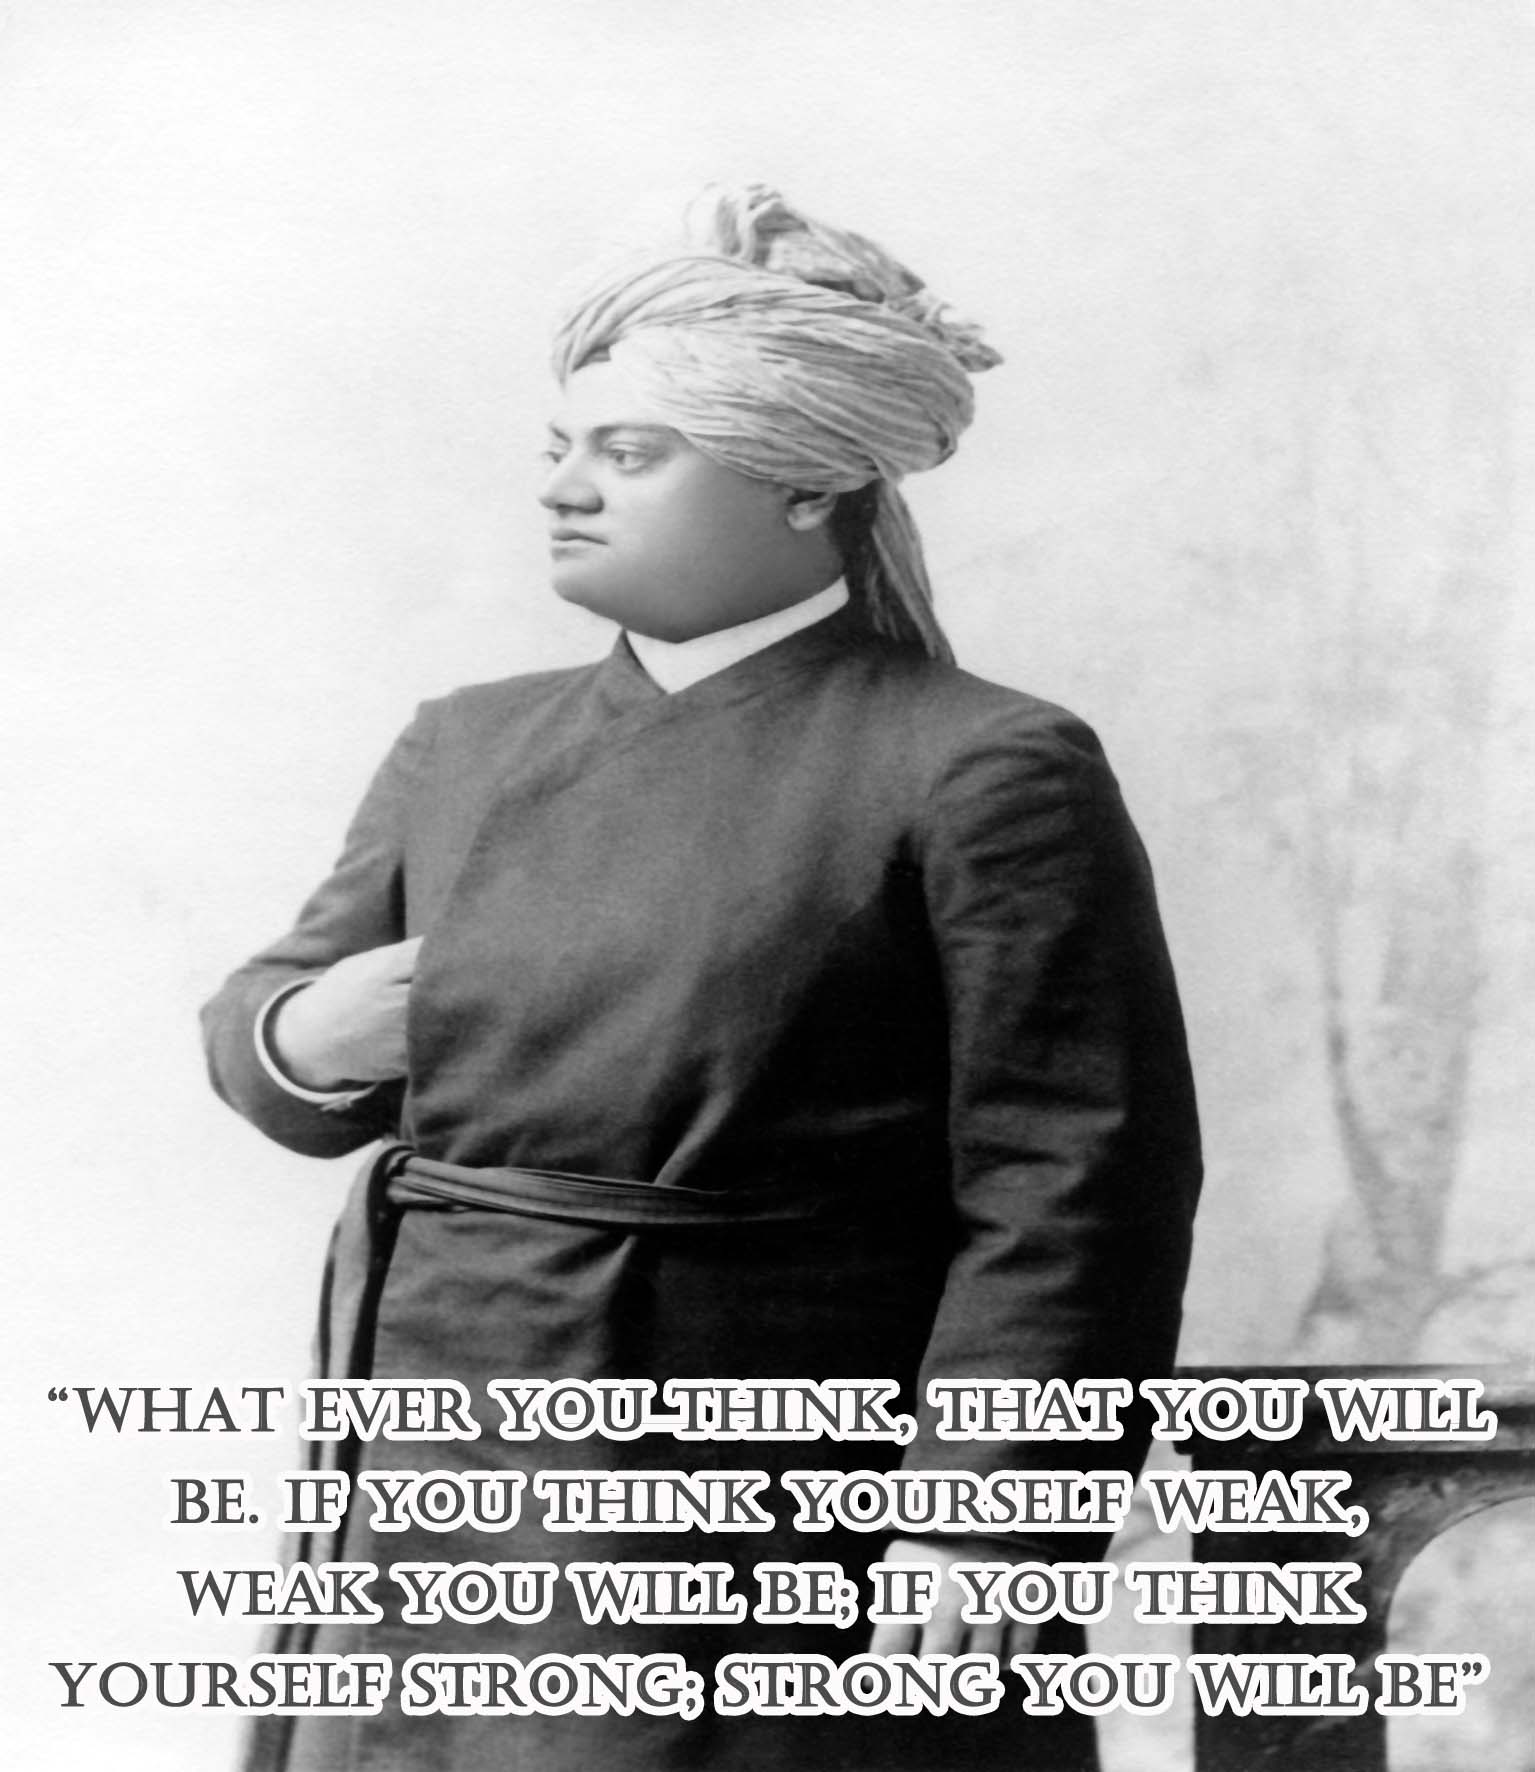 “WHAT EVER YOU THINK, THAT YOU WILL
BE. IF YOU THINK YOURSELF WEAK,
WEAK YOU WILL BE; IF YOU THINK
YOURSELF STRONG; STRONG YOU WILL BE”